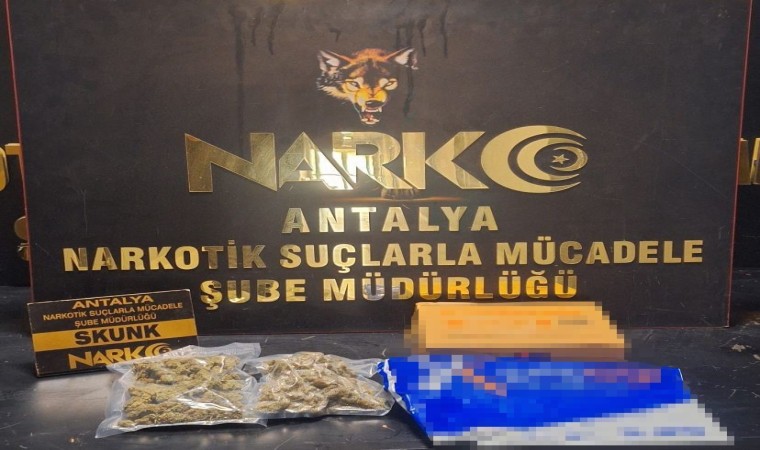 NARKO
ANTALYA
NARKOTİK SUÇLARLA MÜCADELE
ŞUBE MÜDÜRLÜĞÜ
ANTALYA
NARKOTİK SUÇLARLA MÜCADELE
ŞUBE MÜDÜRLÜĞÜ
SKUNK
NARKO